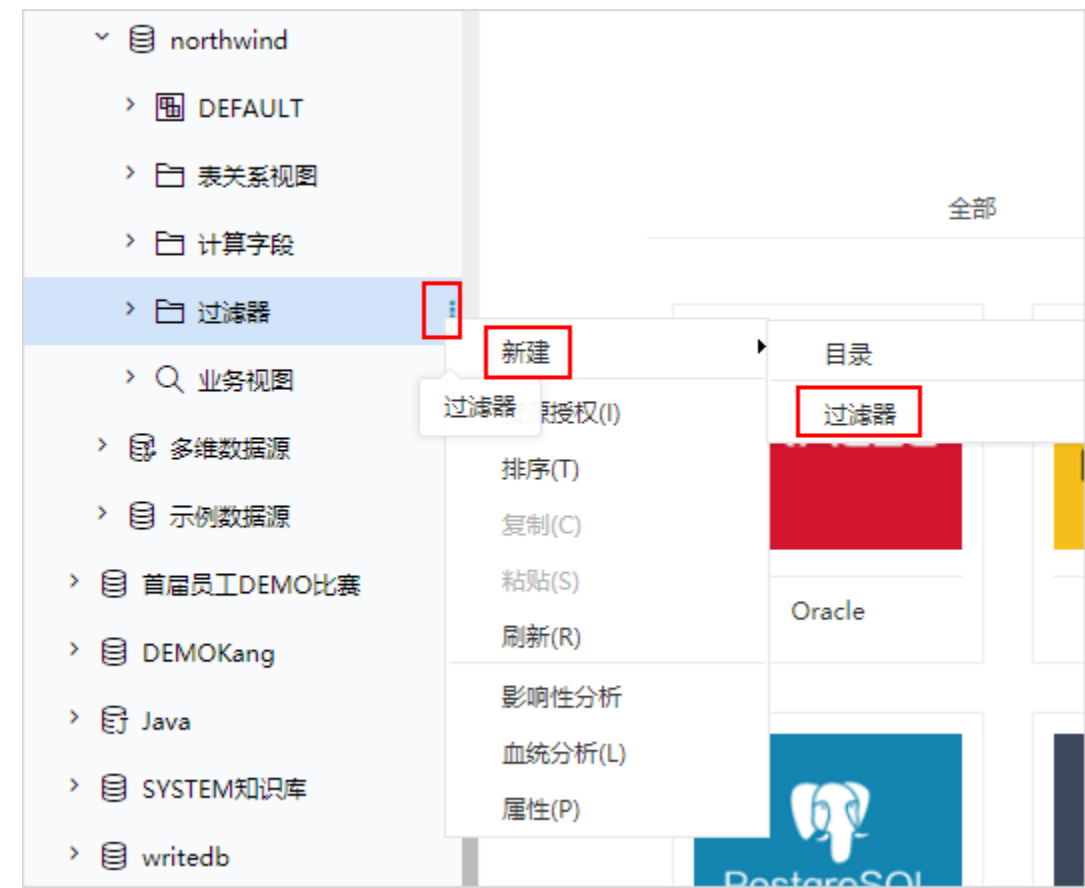 northwind
DEFAULT
表关系视图
计算字段
过滤器
业务视图
多维数据源
示例数据源
首届员工DEMO比赛
DEMOKang
Java
SYSTEM知识库
writedb
全部
新建
过滤器
源授权(I)
排序(T)
复制(C)
粘贴(S)
刷新(R)
影响性分析
血统分析(L)
属性(P)
目录
过滤器
Oracle
PostgreSQL